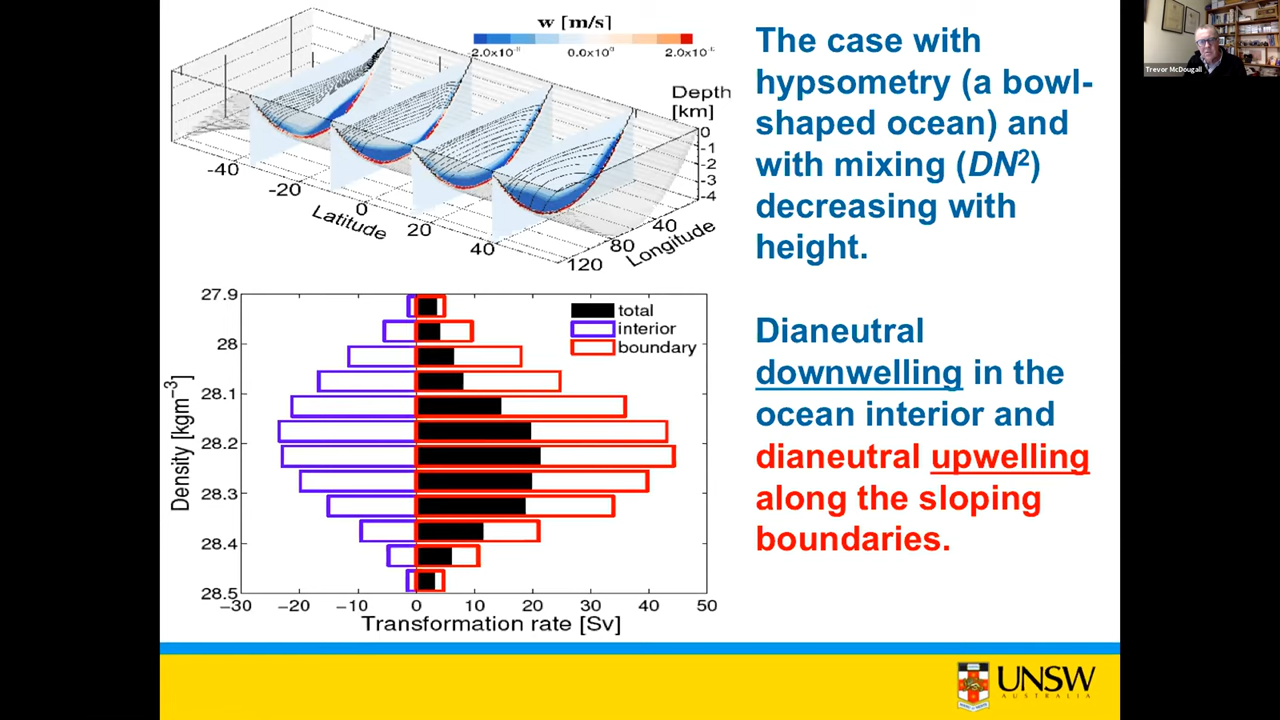 w [m/s]
-2.0x10⁻⁸
0.0x10⁰
Depth
[km]
0
-1
-2
-3
-4
-40
-20
0
20
40
Latitude
40
80
120
Longitude
The case with
hypsometry (a bowl-
shaped ocean) and
with mixing (DN²)
decreasing with
height.
Dianeutral
downwelling in the
ocean interior and
dianeutral upwelling
along the sloping
boundaries.
27.9
28
28.1
28.2
28.3
28.4
28.5
Density [kgm⁻³]
total
interior
boundary
−30 −20 −10 0 10 20 30 40 50
Transformation rate [Sv]
UNSW
AUSTRALIA
Trevor McDougall